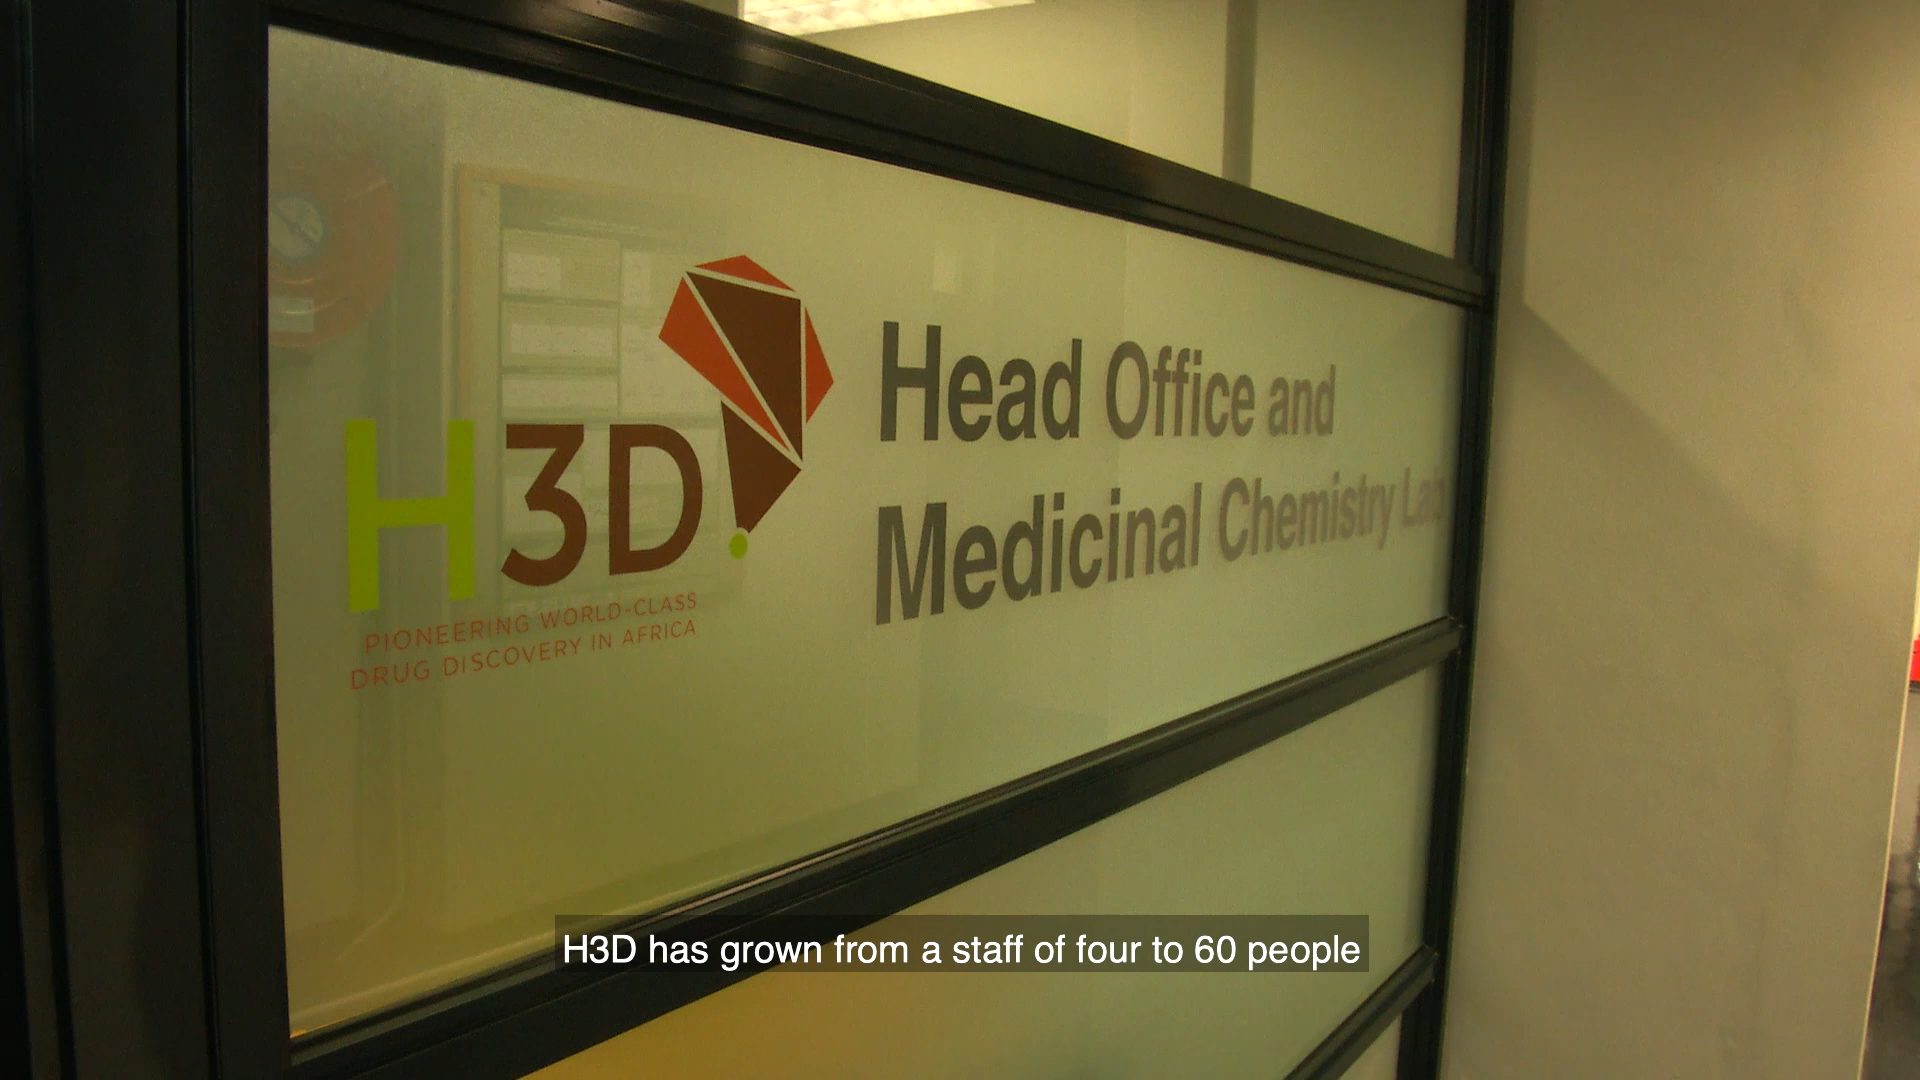 H3D
PIONEERING WORLD-CLASS
DRUG DISCOVERY IN AFRICA
Head Office and
Medicinal Chemistry Lab
H3D has grown from a staff of four to 60 people